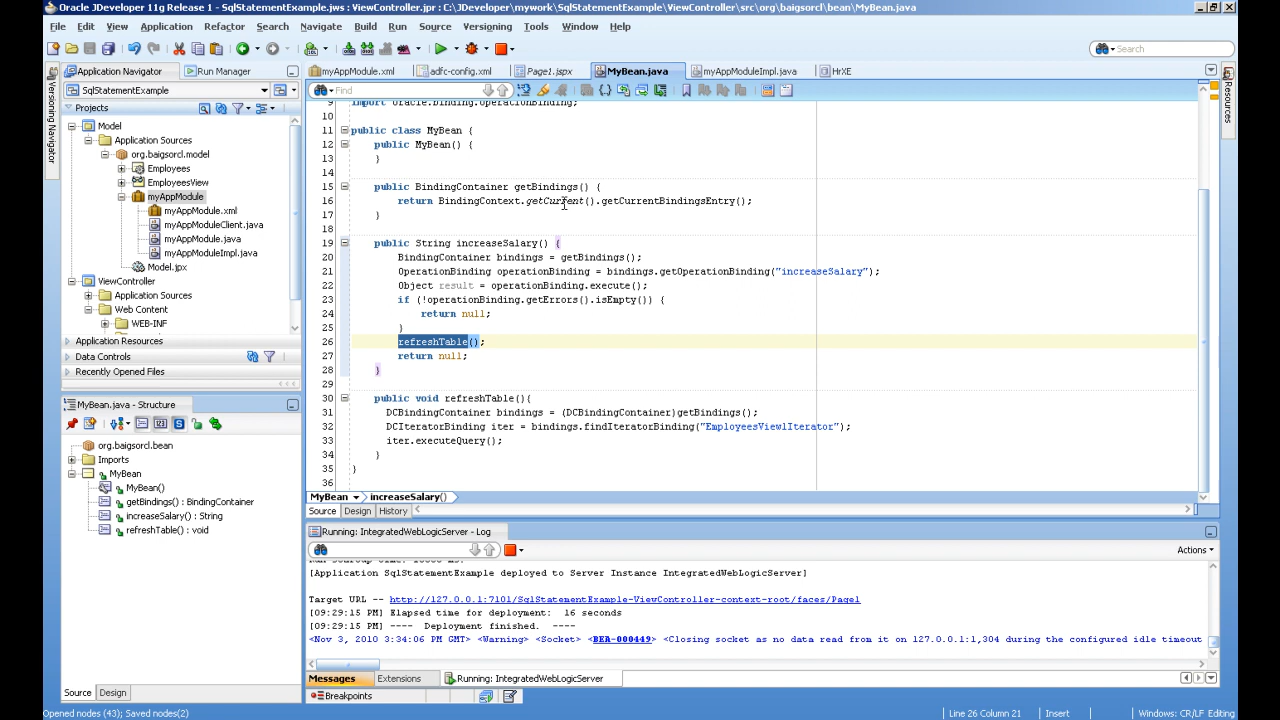 Oracle JDeveloper 11g Release 1 - SqlStatementExample.jws : ViewController.jpr : C:\JDeveloper\mywork\SqlStatementExample\ViewController\src\org\baigsorcl\bean\MyBean.java
File Edit View Application Refactor Search Navigate Build Run Source Versioning Tools Window Help
Search
Application Navigator Run Manager
myAppModule.xml adfc-config.xml Page1.jspx MyBean.java myAppModuleImpl.java HrXE
Versioning Navigator
Resources
SqlStatementExample
Find
Projects
Model
Application Sources
org.baigsorcl.model
Employees
EmployeesView
myAppModule
myAppModule.xml
myAppModuleClient.java
myAppModule.java
myAppModuleImpl.java
Model.jpx
ViewController
Application Sources
Web Content
WEB-INF
Application Resources
Data Controls
Recently Opened Files
MyBean.java - Structure
org.baigsorcl.bean
Imports
MyBean
MyBean()
getBindings() : BindingContainer
increaseSalary() : String
refreshTable() : void
Source Design
9 import oracle.binding.OperationBinding;
10
11 public class MyBean {
12 public MyBean() {
13 }
14
15 public BindingContainer getBindings() {
16 return BindingContext.getCurrent().getCurrentBindingsEntry();
17 }
18
19 public String increaseSalary() {
20 BindingContainer bindings = getBindings();
21 OperationBinding operationBinding = bindings.getOperationBinding("increaseSalary");
22 Object result = operationBinding.execute();
23 if (!operationBinding.getErrors().isEmpty()) {
24 return null;
25 }
26 refreshTable();
27 return null;
28 }
29
30 public void refreshTable(){
31 DCBindingContainer bindings = (DCBindingContainer)getBindings();
32 DCIteratorBinding iter = bindings.findIteratorBinding("EmployeesView1Iterator");
33 iter.executeQuery();
34 }
35 }
36
MyBean increaseSalary()
Source Design History
Running: IntegratedWebLogicServer - Log
Actions
[Application SqlStatementExample deployed to Server Instance IntegratedWebLogicServer]
Target URL -- http://127.0.0.1:7101/SqlStatementExample-ViewController-context-root/faces/Page1
[09:29:15 PM] Elapsed time for deployment: 16 seconds
[09:29:15 PM] ---- Deployment finished. ----
<Nov 3, 2010 3:34:06 PM GMT> <Warning> <Socket> <BEA-000449> <Closing socket as no data read from it on 127.0.0.1:1,304 during the configured idle timeout
Messages Extensions Running: IntegratedWebLogicServer
Breakpoints
Opened nodes (43); Saved nodes(2) Line 26 Column 21 Insert Windows: CR/LF Editing